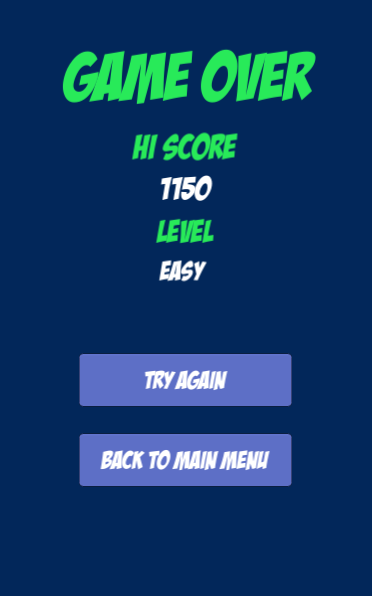 GAME OVER
HI SCORE
1150
LEVEL
EASY
TRY AGAIN
BACK TO MAIN MENU